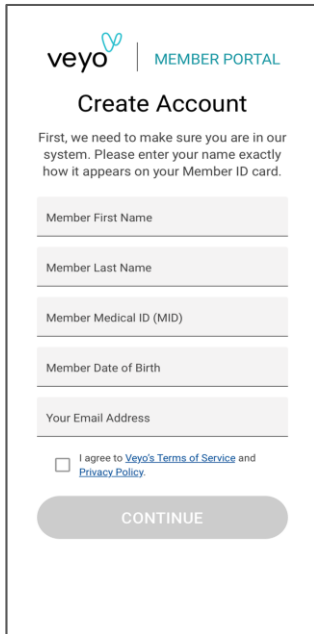 veyo MEMBER PORTAL
Create Account
First, we need to make sure you are in our
system. Please enter your name exactly
how it appears on your Member ID card.
Member First Name
Member Last Name
Member Medical ID (MID)
Member Date of Birth
Your Email Address
I agree to Veyo's Terms of Service and
Privacy Policy.
CONTINUE